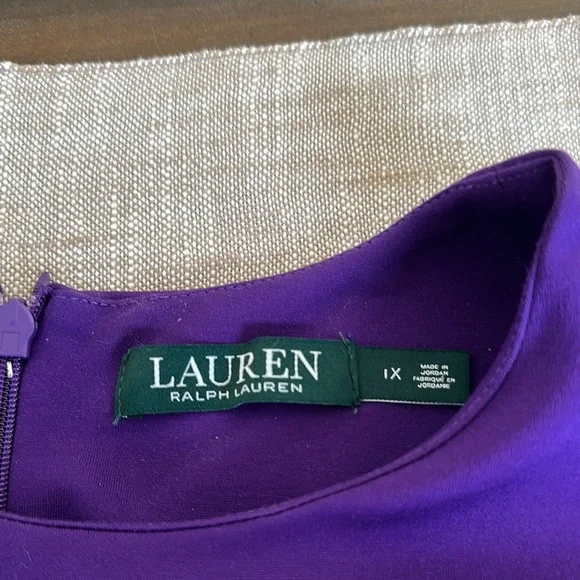 LAUREN
RALPH LAUREN
1X
MADE IN
JORDAN
FABRIQUÉ EN
JORDANIE